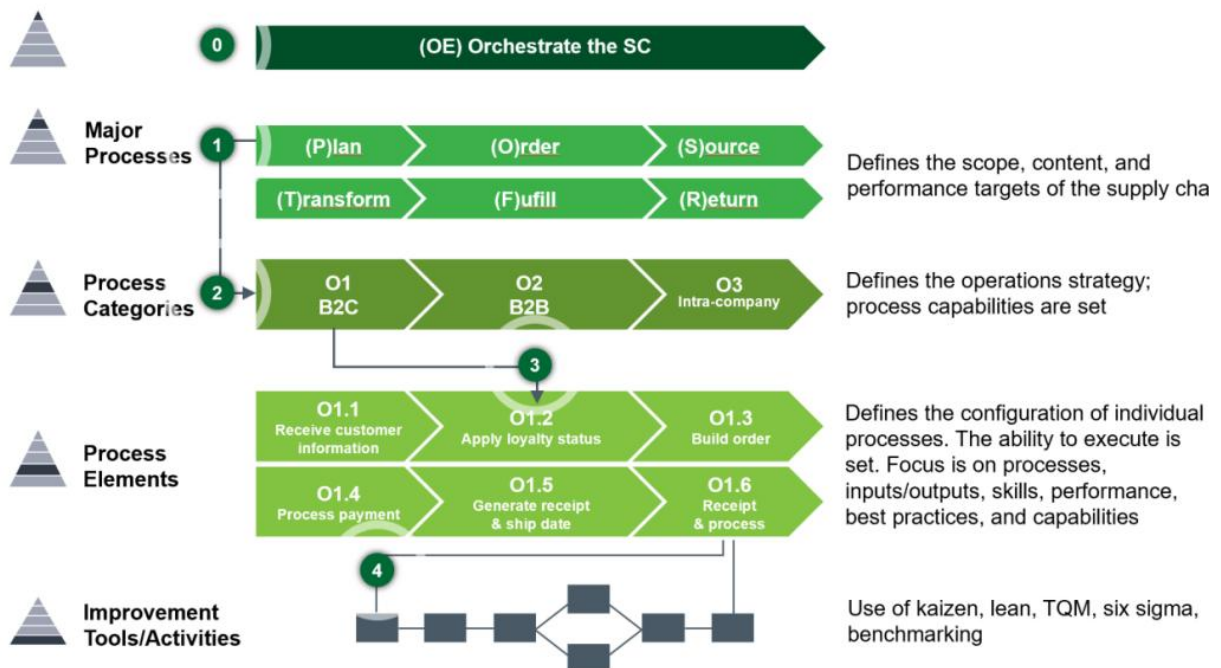 0
(OE) Orchestrate the SC
Major
Processes
1
(P)lan
(O)rder
(S)ource
(T)ransform
(F)ufill
(R)eturn
Defines the scope, content, and
performance targets of the supply cha
Process
Categories
2
O1
B2C
O2
B2B
O3
Intra-company
Defines the operations strategy;
process capabilities are set
3
Process
Elements
O1.1
Receive customer
information
O1.2
Apply loyalty status
O1.3
Build order
O1.4
Process payment
O1.5
Generate receipt
& ship date
O1.6
Receipt
& process
Defines the configuration of individual
processes. The ability to execute is
set. Focus is on processes,
inputs/outputs, skills, performance,
best practices, and capabilities
4
Improvement
Tools/Activities
Use of kaizen, lean, TQM, six sigma,
benchmarking